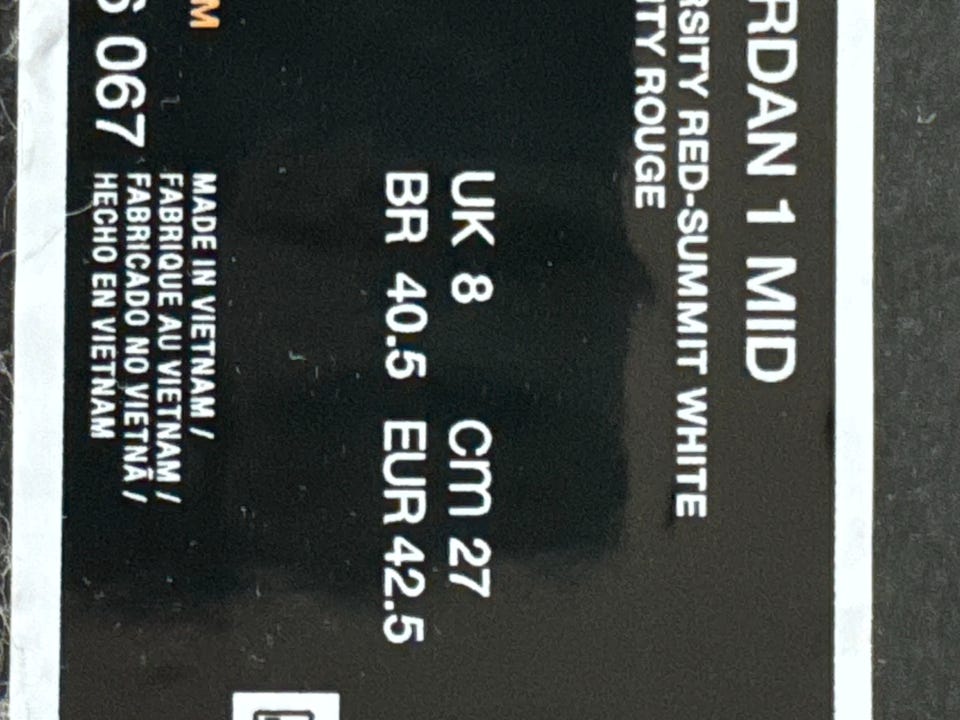 RDAN 1 MID
RSITY RED-SUMMIT WHITE
ITY ROUGE
UK 8 cm 27
BR 40.5 EUR 42.5
M
067
MADE IN VIETNAM /
FABRIQUE AU VIETNAM /
FABRICADO NO VIETNÃ /
HECHO EN VIETNAM